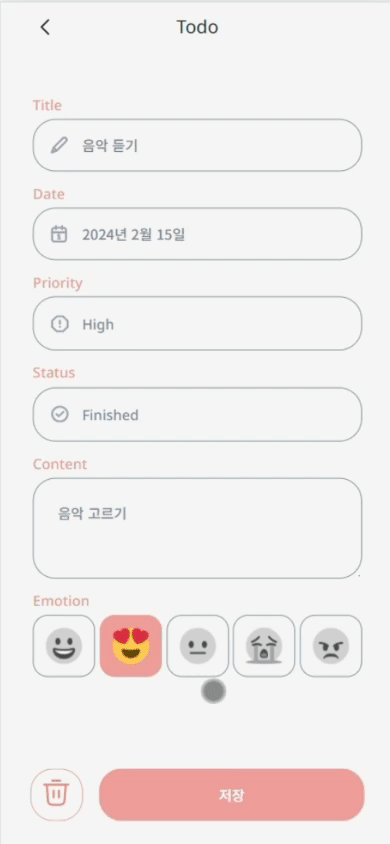 Todo
Title
음악 듣기
Date
2024년 2월 15일
Priority
High
Status
Finished
Content
음악 고르기
Emotion
저장